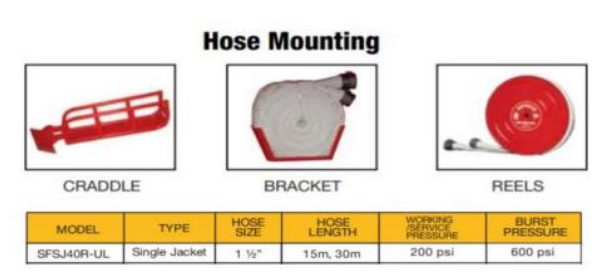 Hose Mounting
CRADDLE BRACKET REELS
MODEL TYPE HOSE SIZE HOSE LENGTH WORKING /SERVICE PRESSURE BURST PRESSURE
SFSJ40R-UL Single Jacket 1 ½" 15m, 30m 200 psi 600 psi